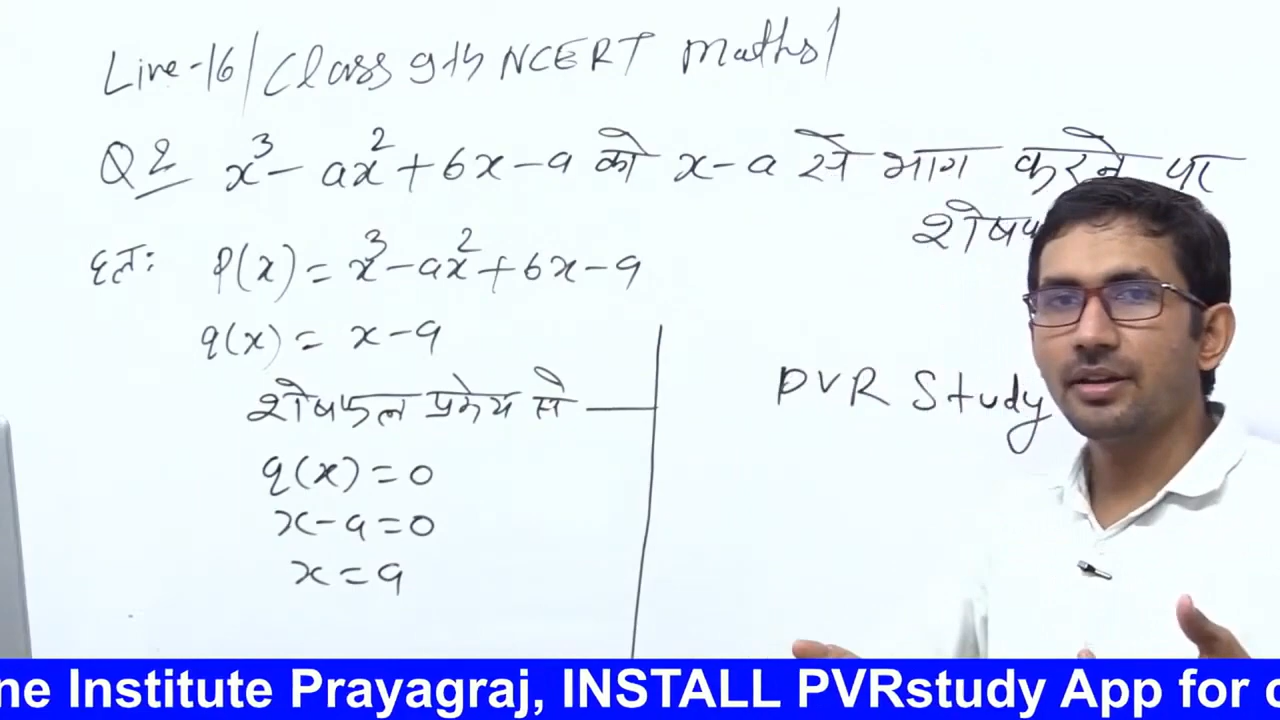 Live-16/Class 9th NCERT Maths/
Q2 x³-ax²+6x-a को x-a से भाग करने पर
हल: p(x) = x³-ax²+6x-a
q(x) = x-a
शेषफल प्रमेय से
q(x)=0
x-a=0
x=a
PVR Study
ne Institute Prayagraj, INSTALL PVRstudy App for